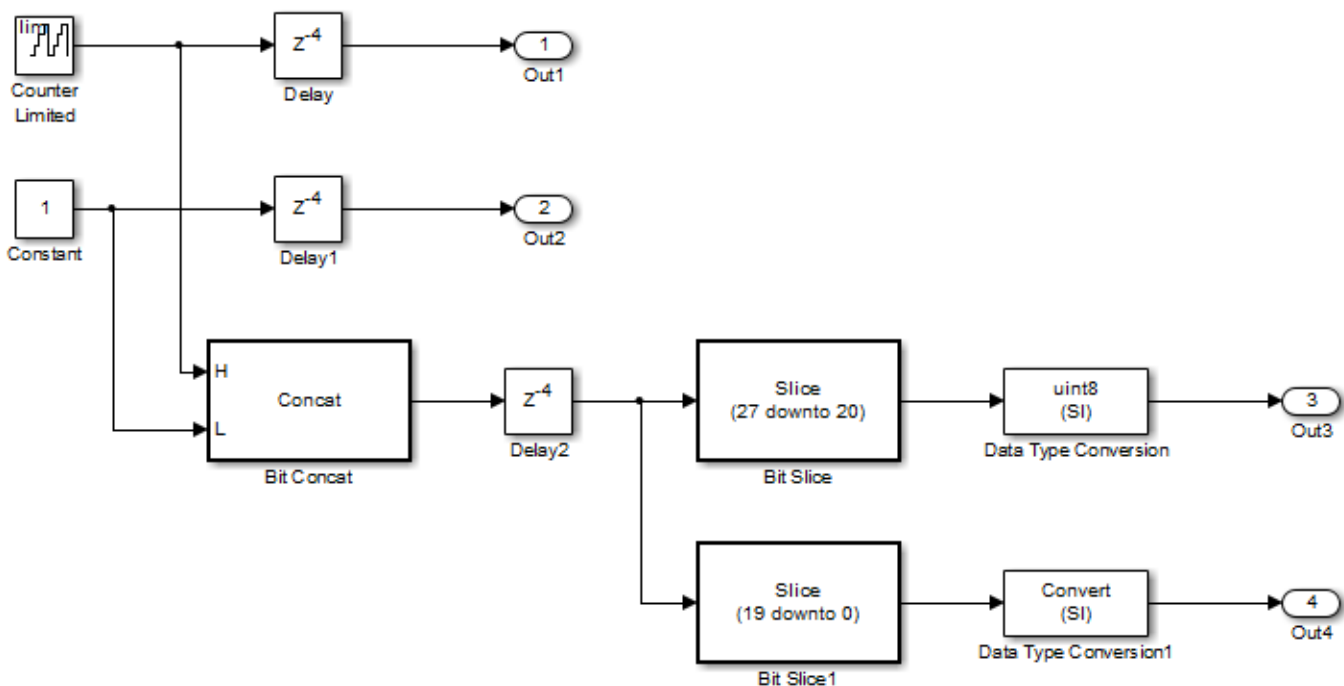 lim
Counter
Limited
Z-4
Delay
1
Out1
1
Constant
Z-4
Delay1
2
Out2
H
L
Concat
Bit Concat
Z-4
Delay2
Slice
(27 downto 20)
Bit Slice
uint8
(SI)
Data Type Conversion
3
Out3
Slice
(19 downto 0)
Bit Slice1
Convert
(SI)
Data Type Conversion1
4
Out4